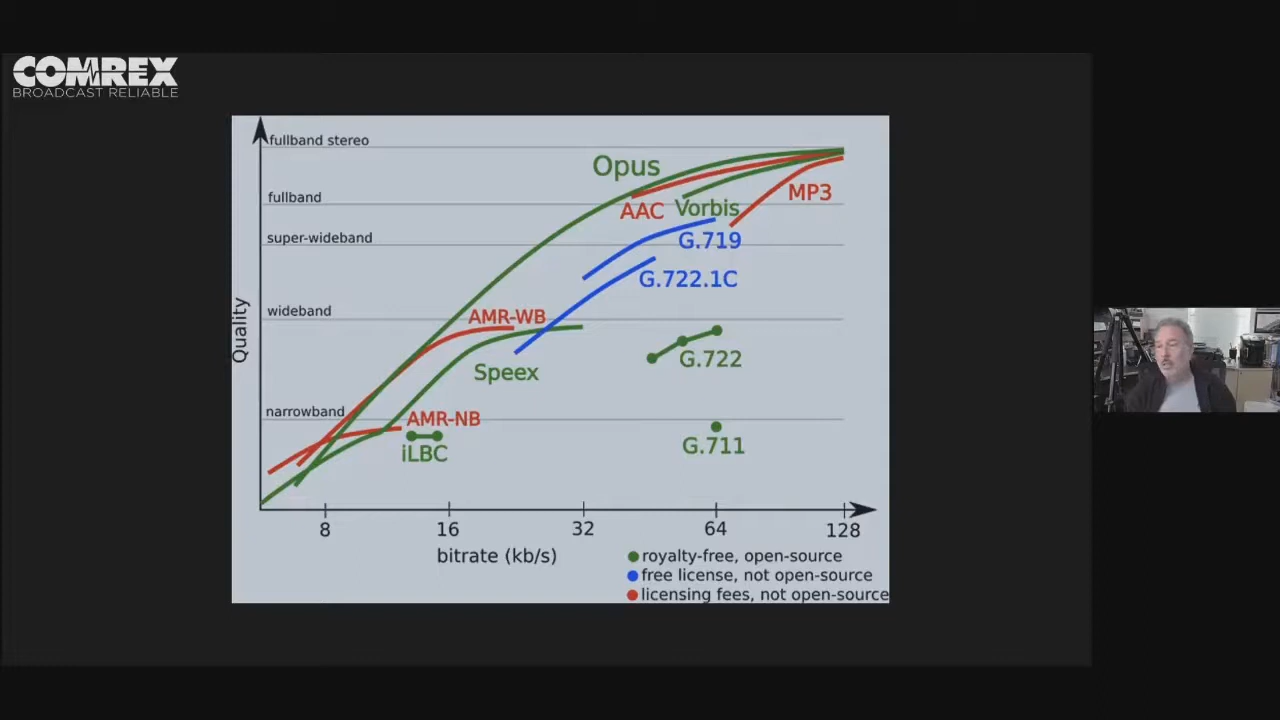 COMREX
BROADCAST RELIABLE
fullband stereo
Opus
MP3
fullband
AAC
Vorbis
super-wideband
G.719
G.722.1C
wideband
AMR-WB
Quality
G.722
Speex
narrowband
AMR-NB
iLBC
G.711
8
16
32
64
128
bitrate (kb/s)
royalty-free, open-source
free license, not open-source
licensing fees, not open-source